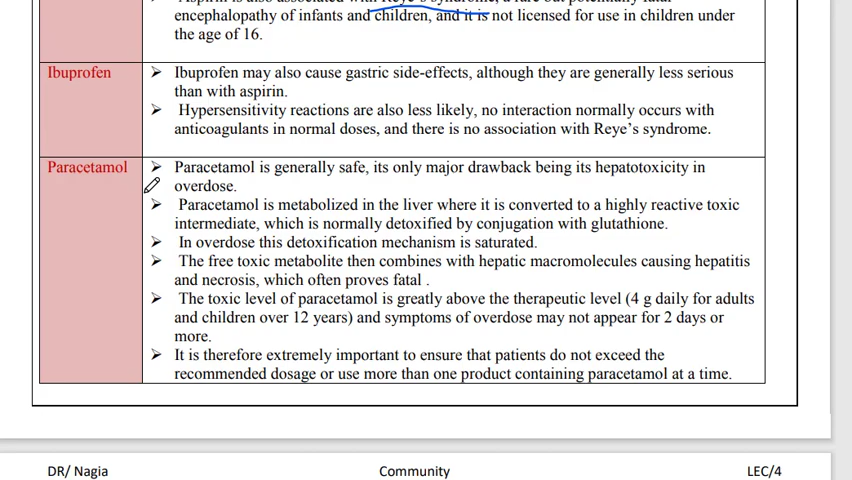 encephalopathy of infants and children, and it is not licensed for use in children under
the age of 16.
Ibuprofen
➢ Ibuprofen may also cause gastric side-effects, although they are generally less serious
than with aspirin.
➢ Hypersensitivity reactions are also less likely, no interaction normally occurs with
anticoagulants in normal doses, and there is no association with Reye's syndrome.
Paracetamol
➢ Paracetamol is generally safe, its only major drawback being its hepatotoxicity in
overdose.
➢ Paracetamol is metabolized in the liver where it is converted to a highly reactive toxic
intermediate, which is normally detoxified by conjugation with glutathione.
➢ In overdose this detoxification mechanism is saturated.
➢ The free toxic metabolite then combines with hepatic macromolecules causing hepatitis
and necrosis, which often proves fatal .
➢ The toxic level of paracetamol is greatly above the therapeutic level (4 g daily for adults
and children over 12 years) and symptoms of overdose may not appear for 2 days or
more.
➢ It is therefore extremely important to ensure that patients do not exceed the
recommended dosage or use more than one product containing paracetamol at a time.
DR/ Nagia
Community
LEC/4